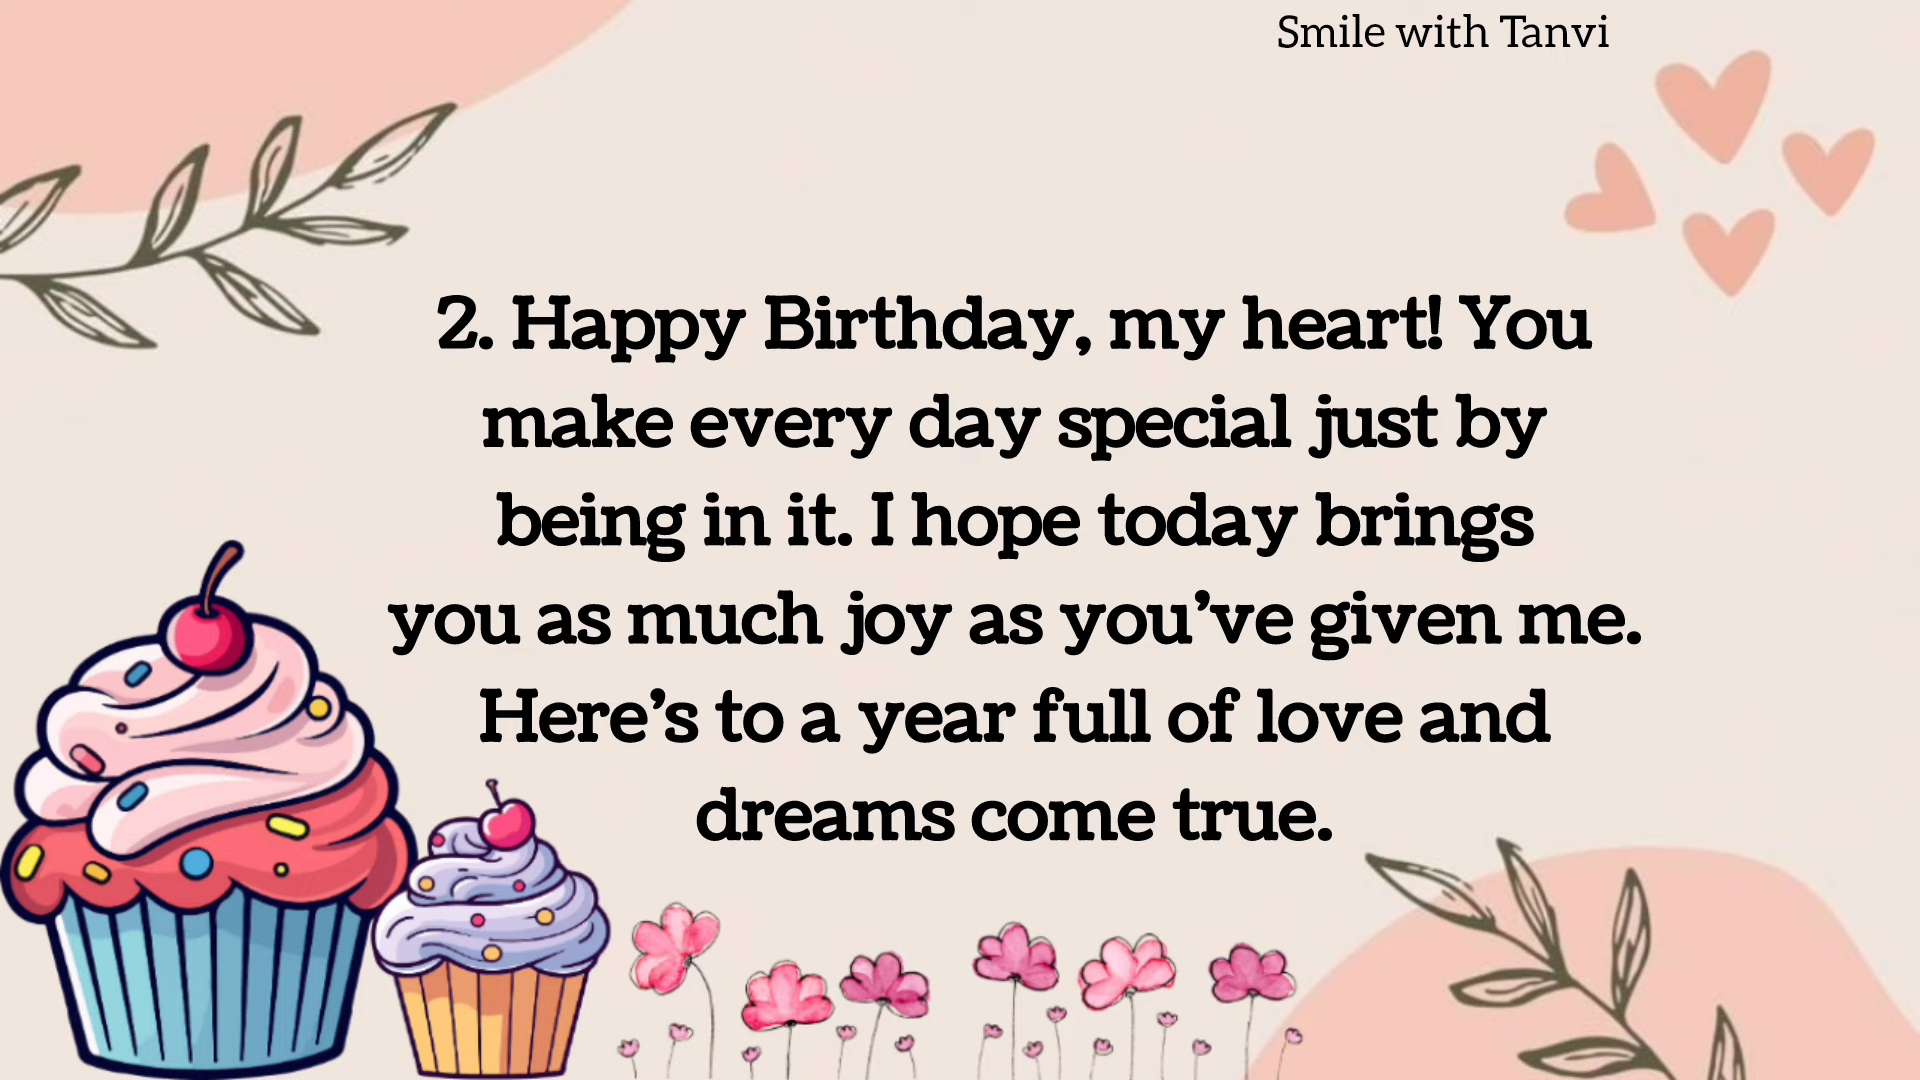 Smile with Tanvi
2. Happy Birthday, my heart! You
make every day special just by
being in it. I hope today brings
you as much joy as you’ve given me.
Here’s to a year full of love and
dreams come true.